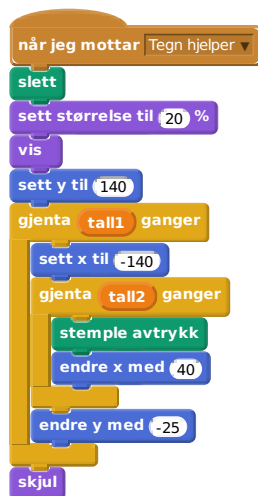 når jeg mottar Tegn hjelper
slett
sett størrelse til 20 %
vis
sett y til 140
gjenta tall1 ganger
sett x til -140
gjenta tall2 ganger
stemple avtrykk
endre x med 40
endre y med -25
skjul